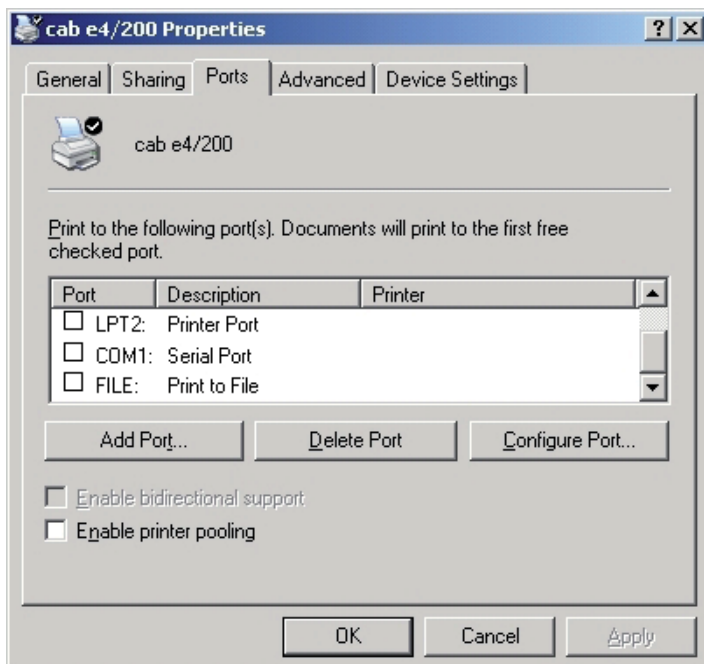 cab e4/200 Properties
General Sharing Ports Advanced Device Settings
cab e4/200
Print to the following port(s). Documents will print to the first free
checked port.
Port Description Printer
LPT2: Printer Port
COM1: Serial Port
FILE: Print to File
Add Port... Delete Port Configure Port...
Enable bidirectional support
Enable printer pooling
OK Cancel Apply